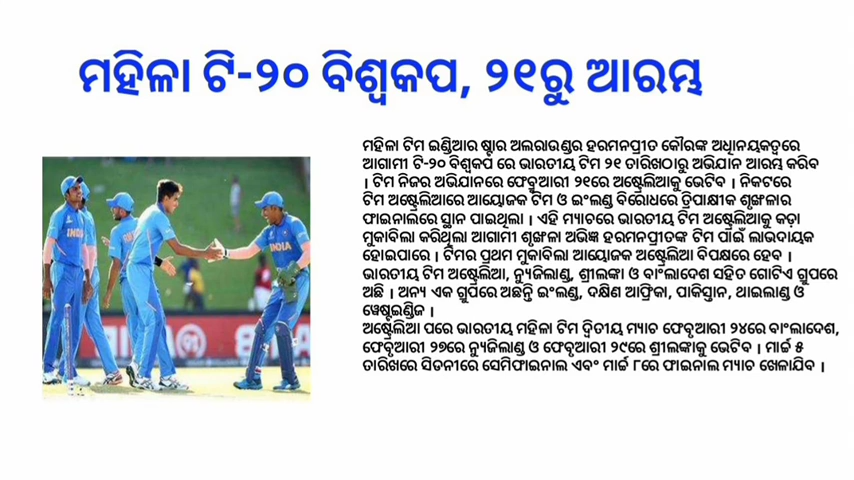 ମହିଳା ଟି-୨୦ ବିଶ୍ୱକପ, ୨୧ରୁ ଆରମ୍ଭ
ମହିଳା ଟିମ ଇଣ୍ଡିଆର ଷ୍ଟାର ଅଲରାଉଣ୍ଡର ହରମନପ୍ରୀତ କୌରଙ୍କ ଅଧିନାୟକତ୍ୱରେ
ଆଗାମୀ ଟି-୨୦ ବିଶ୍ୱକପ ରେ ଭାରତୀୟ ଟିମ ୨୧ ତାରିଖଠାରୁ ଅଭିଯାନ ଆରମ୍ଭ କରିବ
। ଟିମ ନିଜର ଅଭିଯାନରେ ଫେବୃଆରୀ ୨୧ରେ ଅଷ୍ଟ୍ରେଲିଆକୁ ଭେଟିବ । ନିକଟରେ
ଟିମ ଅଷ୍ଟ୍ରେଲିଆରେ ଆୟୋଜକ ଟିମ ଓ ଇଂଲଣ୍ଡ ବିରୋଧରେ ତ୍ରିପାକ୍ଷୀକ ଶୃଙ୍ଖଳାର
ଫାଇନାଲରେ ସ୍ଥାନ ପାଇଥିଲା । ଏହି ମ୍ୟାଚରେ ଭାରତୀୟ ଟିମ ଅଷ୍ଟ୍ରେଲିଆକୁ କଡ଼ା
ମୁକାବିଲା କରିଥିଲା ଆଗାମୀ ଶୃଙ୍ଖଳା ଅଭିଜ୍ଞ ହରମନପ୍ରୀତଙ୍କ ଟିମ ପାଇଁ ଲାଭଦାୟକ
ହୋଇପାରେ । ଟିମର ପ୍ରଥମ ମୁକାବିଲା ଆୟୋଜକ ଅଷ୍ଟ୍ରେଲିଆ ବିପକ୍ଷରେ ହେବ ।
ଭାରତୀୟ ଟିମ ଅଷ୍ଟ୍ରେଲିଆ, ନ୍ୟୁଜିଲାଣ୍ଡ, ଶ୍ରୀଲଙ୍କା ଓ ବାଂଲାଦେଶ ସହିତ ଗୋଟିଏ ଗ୍ରୁପରେ
ଅଛି । ଅନ୍ୟ ଏକ ଗ୍ରୁପରେ ଅଛନ୍ତି ଇଂଲଣ୍ଡ, ଦକ୍ଷିଣ ଆଫ୍ରିକା, ପାକିସ୍ତାନ, ଥାଇଲାଣ୍ଡ ଓ
ୱେଷ୍ଟଇଣ୍ଡିଜ ।
ଅଷ୍ଟ୍ରେଲିଆ ପରେ ଭାରତୀୟ ମହିଳା ଟିମ ଦ୍ୱିତୀୟ ମ୍ୟାଚ ଫେବୃଆରୀ ୨୪ରେ ବାଂଲାଦେଶ,
ଫେବୃଆରୀ ୨୭ରେ ନ୍ୟୁଜିଲାଣ୍ଡ ଓ ଫେବୃଆରୀ ୨୯ରେ ଶ୍ରୀଲଙ୍କାକୁ ଭେଟିବ । ମାର୍ଚ୍ଚ ୫
ତାରିଖରେ ସିଡନୀରେ ସେମିଫାଇନାଲ ଏବଂ ମାର୍ଚ୍ଚ ୮ରେ ଫାଇନାଲ ମ୍ୟାଚ ଖେଳାଯିବ ।
INDIA
INDIA